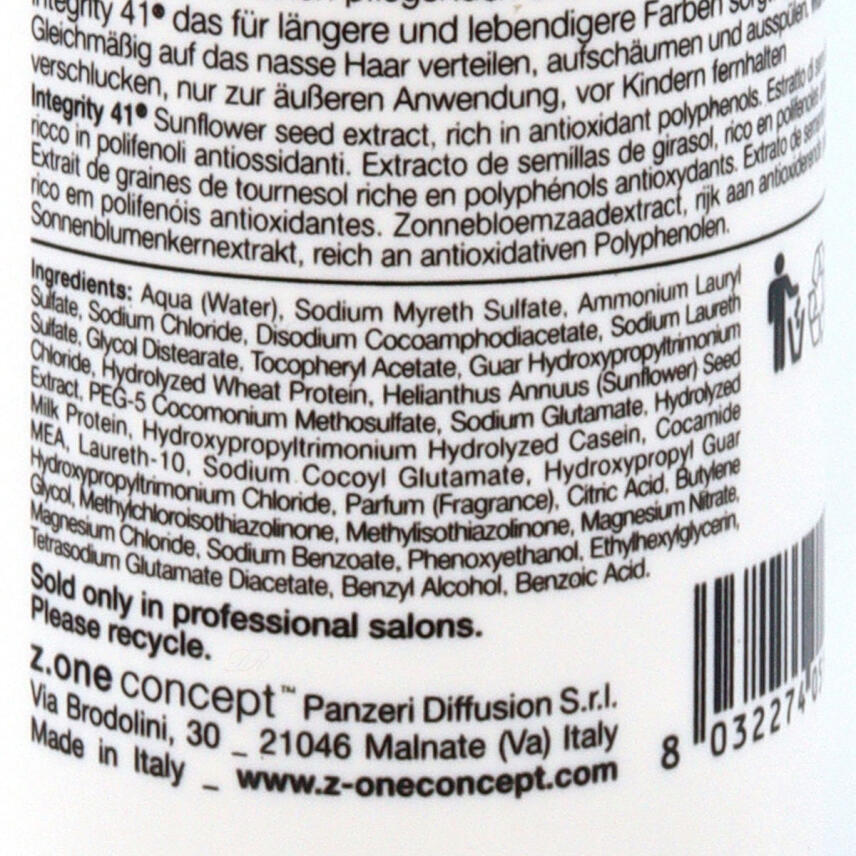 Integrity 41® das für längere und lebendigere Farben
Gleichmäßig auf das nasse Haar verteilen, aufschäumen und ausspülen.
verschlucken, nur zur äußeren Anwendung, vor Kindern fernhalten
Integrity 41® Sunflower seed extract, rich in antioxidant polyphenols. Estratto di
ricco in polifenoli antiossidanti. Extracto de semillas de girasol, rico en polifenoles
Extrait de graines de tournesol riche en polyphénols antioxydants. Extrato de
rico em polifenóis antioxidantes. Zonnebloemzaadextract, rijk aan
Sonnenblumenkernextrakt, reich an antioxidativen Polyphenolen.
Ingredients: Aqua (Water), Sodium Myreth Sulfate, Ammonium Lauryl
Sulfate, Sodium Chloride, Disodium Cocoamphodiacetate, Sodium Laureth
Sulfate, Glycol Distearate, Tocopheryl Acetate, Guar Hydroxypropyltrimonium
Chloride, Hydrolyzed Wheat Protein, Helianthus Annuus (Sunflower) Seed
Extract, PEG-5 Cocomonium Methosulfate, Sodium Glutamate, Hydrolyzed
Milk Protein, Hydroxypropyltrimonium Hydrolyzed Casein, Cocamide
MEA, Laureth-10, Sodium Cocoyl Glutamate, Hydroxypropyl Guar
Hydroxypropyltrimonium Chloride, Parfum (Fragrance), Citric Acid, Butylene
Glycol, Methylchloroisothiazolinone, Methylisothiazolinone, Magnesium Nitrate,
Magnesium Chloride, Sodium Benzoate, Phenoxyethanol, Ethylhexylglycerin,
Tetrasodium Glutamate Diacetate, Benzyl Alcohol, Benzoic Acid.
Sold only in professional salons.
Please recycle.
z.one concept™ Panzeri Diffusion S.r.l.
Via Brodolini, 30 _ 21046 Malnate (Va) Italy
Made in Italy _ www.z-oneconcept.com
8 032274